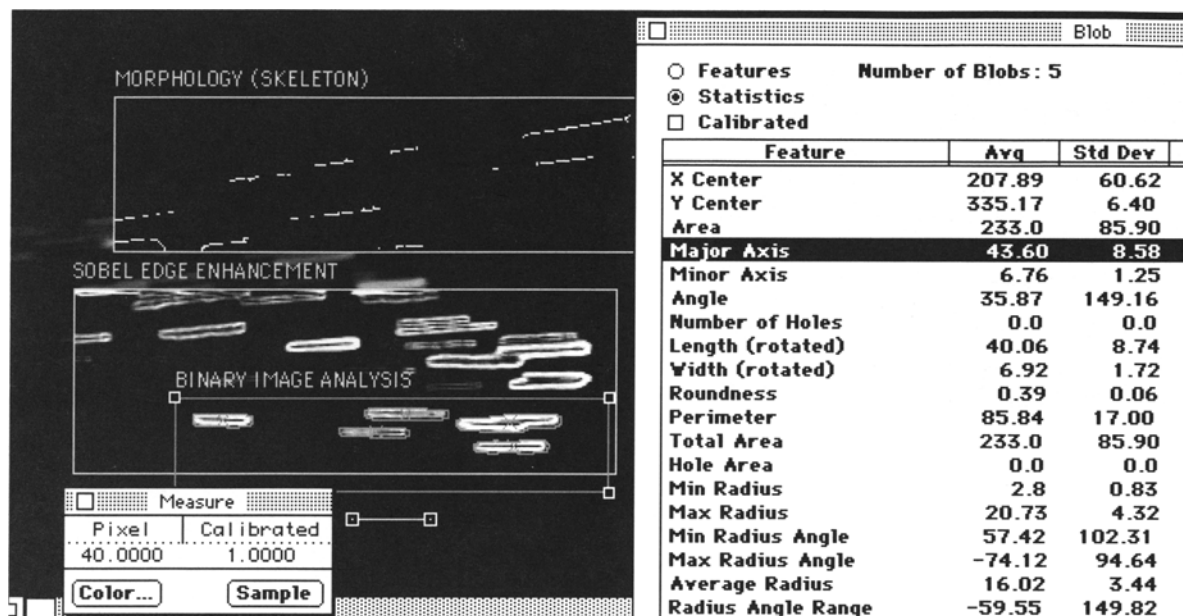 MORPHOLOGY (SKELETON)
SOBEL EDGE ENHANCEMENT
BINARY IMAGE ANALYSIS
Measure
Pixel Calibrated
40.0000 1.0000
Color... Sample
Blob
Features Number of Blobs: 5
Statistics
Calibrated
Feature Avg Std Dev
X Center 207.89 60.62
Y Center 335.17 6.40
Area 233.0 85.90
Major Axis 43.60 8.58
Minor Axis 6.76 1.25
Angle 35.87 149.16
Number of Holes 0.0 0.0
Length (rotated) 40.06 8.74
Width (rotated) 6.92 1.72
Roundness 0.39 0.06
Perimeter 85.84 17.00
Total Area 233.0 85.90
Hole Area 0.0 0.0
Min Radius 2.8 0.83
Max Radius 20.73 4.32
Min Radius Angle 57.42 102.31
Max Radius Angle -74.12 94.64
Average Radius 16.02 3.44
Radius Angle Range -59.55 149.82